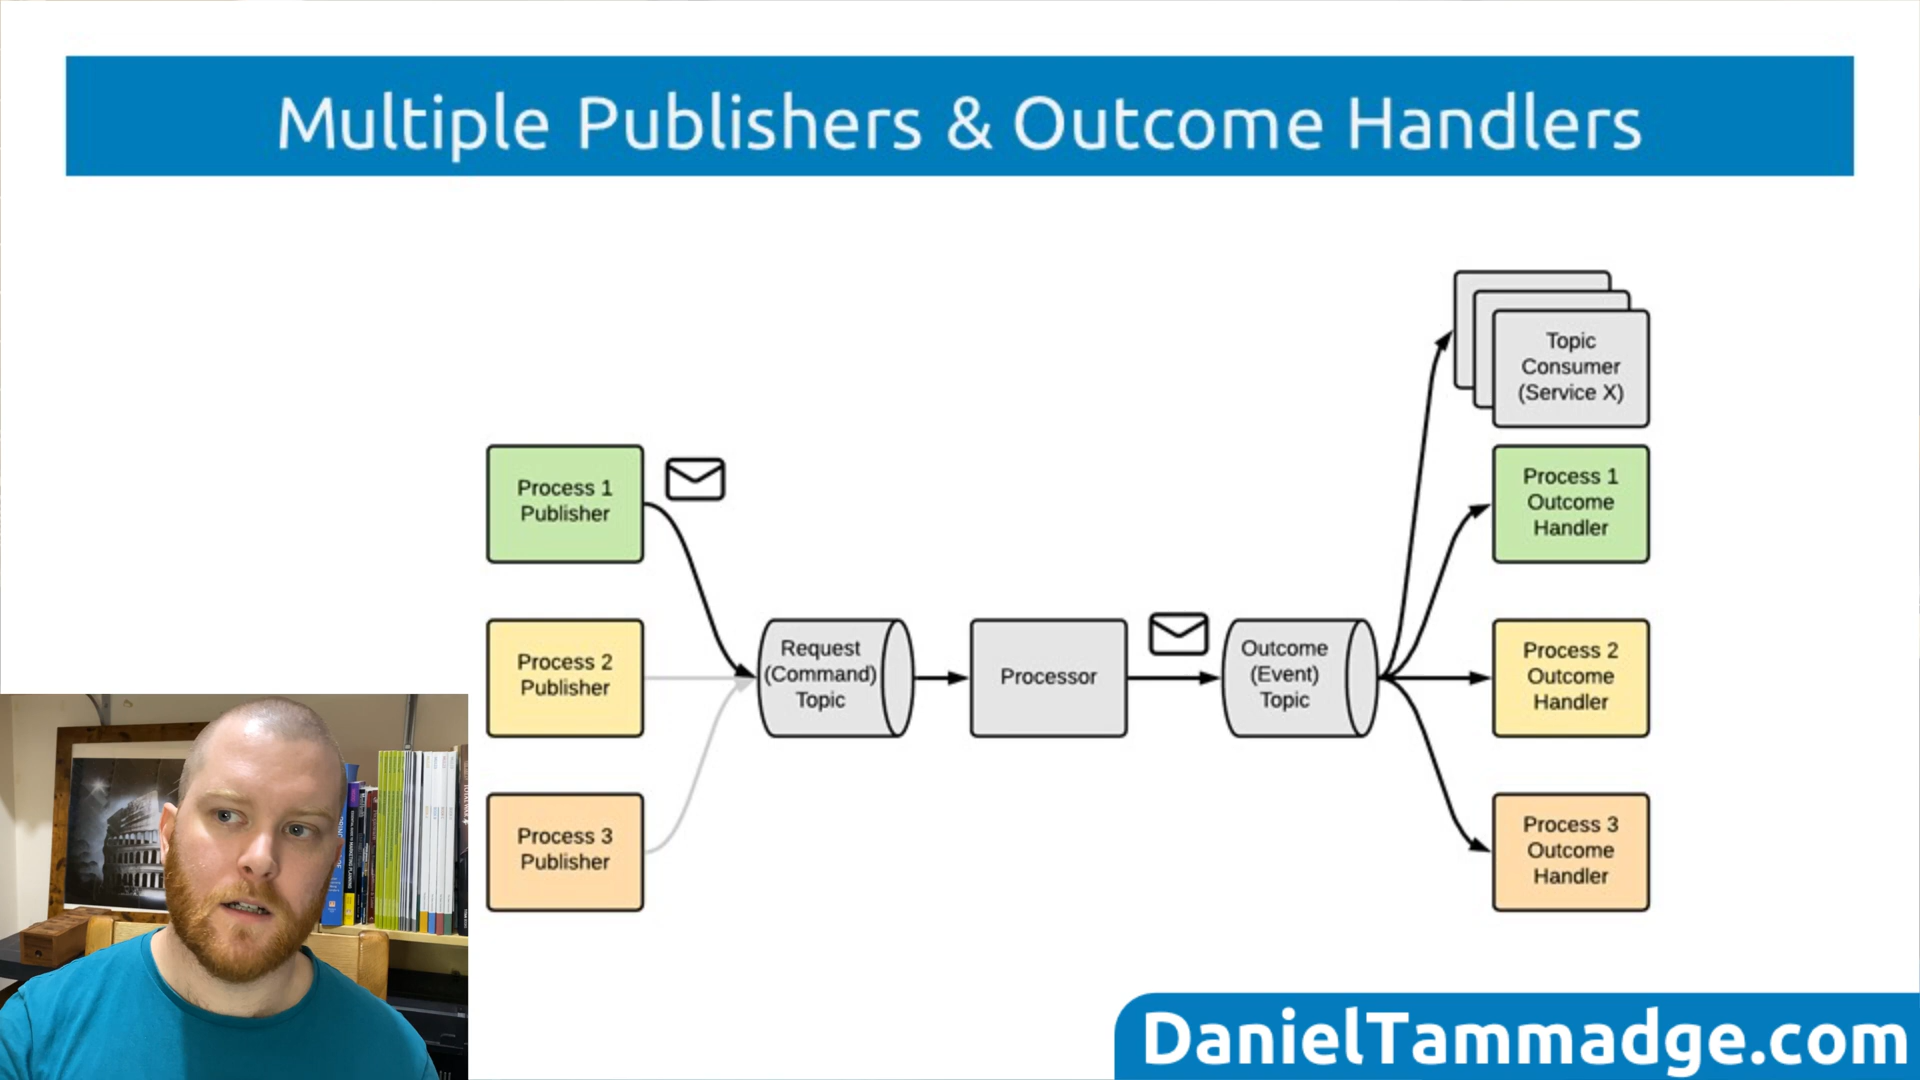 Multiple Publishers & Outcome Handlers
Topic
Consumer
(Service X)
Process 1
Publisher
Process 1
Outcome
Handler
Process 2
Publisher
Request
(Command)
Topic
Processor
Outcome
(Event)
Topic
Process 2
Outcome
Handler
Process 3
Publisher
Process 3
Outcome
Handler
DanielTammadge.com